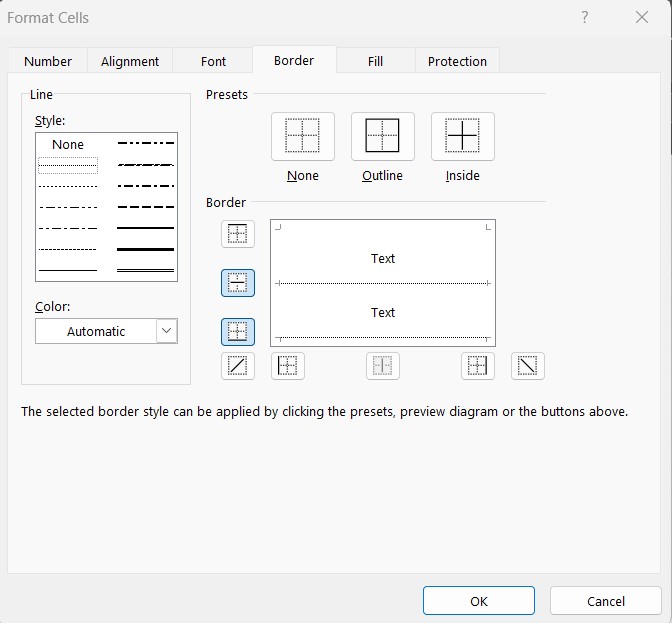 Format Cells ?
Number Alignment Font Border Fill Protection
Line
Style:
None
Color:
Automatic
Presets
None Outline Inside
Border
Text
Text
The selected border style can be applied by clicking the presets, preview diagram or the buttons above.
OK Cancel